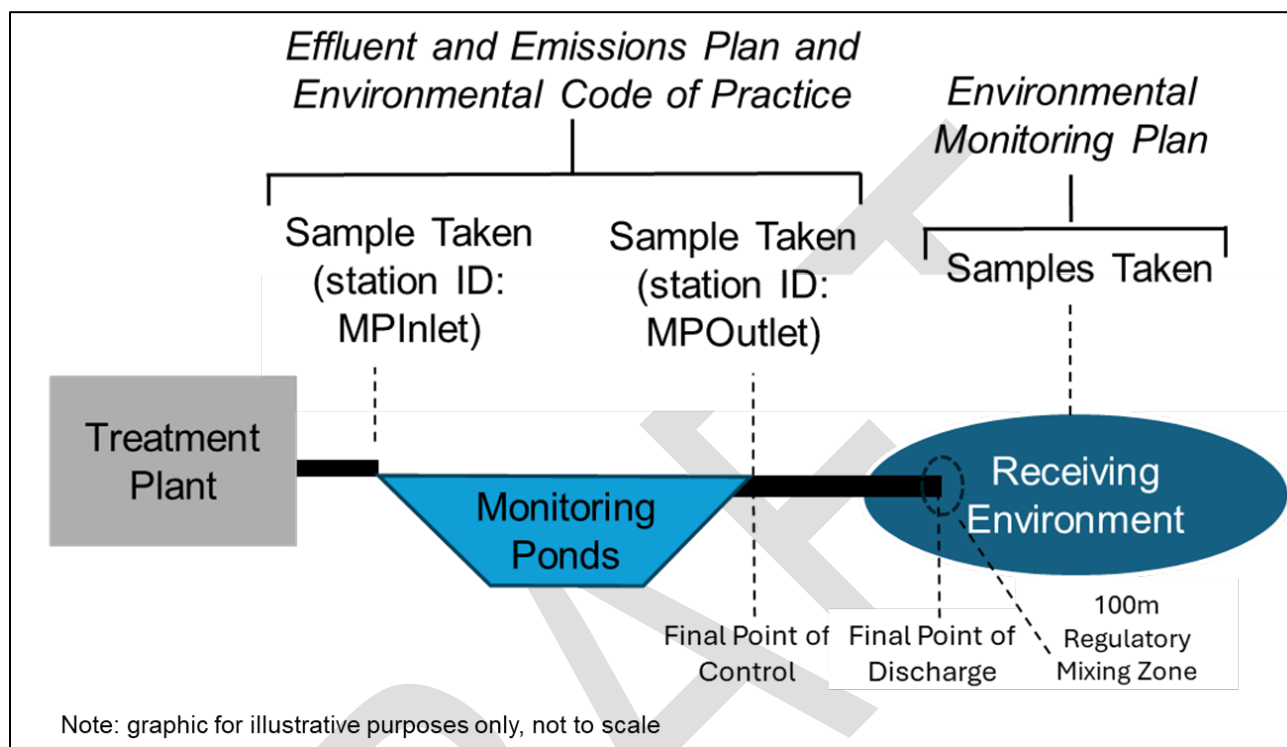 Effluent and Emissions Plan and
Environmental Code of Practice
Environmental
Monitoring Plan
Sample Taken
(station ID:
MPInlet)
Sample Taken
(station ID:
MPOutlet)
Samples Taken
Treatment
Plant
Monitoring
Ponds
Receiving
Environment
Final Point of
Control
Final Point of
Discharge
100m
Regulatory
Mixing Zone
Note: graphic for illustrative purposes only, not to scale
DRAFT